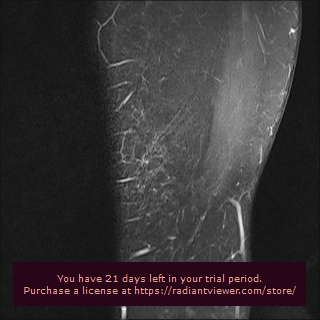 You have 21 days left in your trial period.
Purchase a license at https://radiantviewer.com/store/